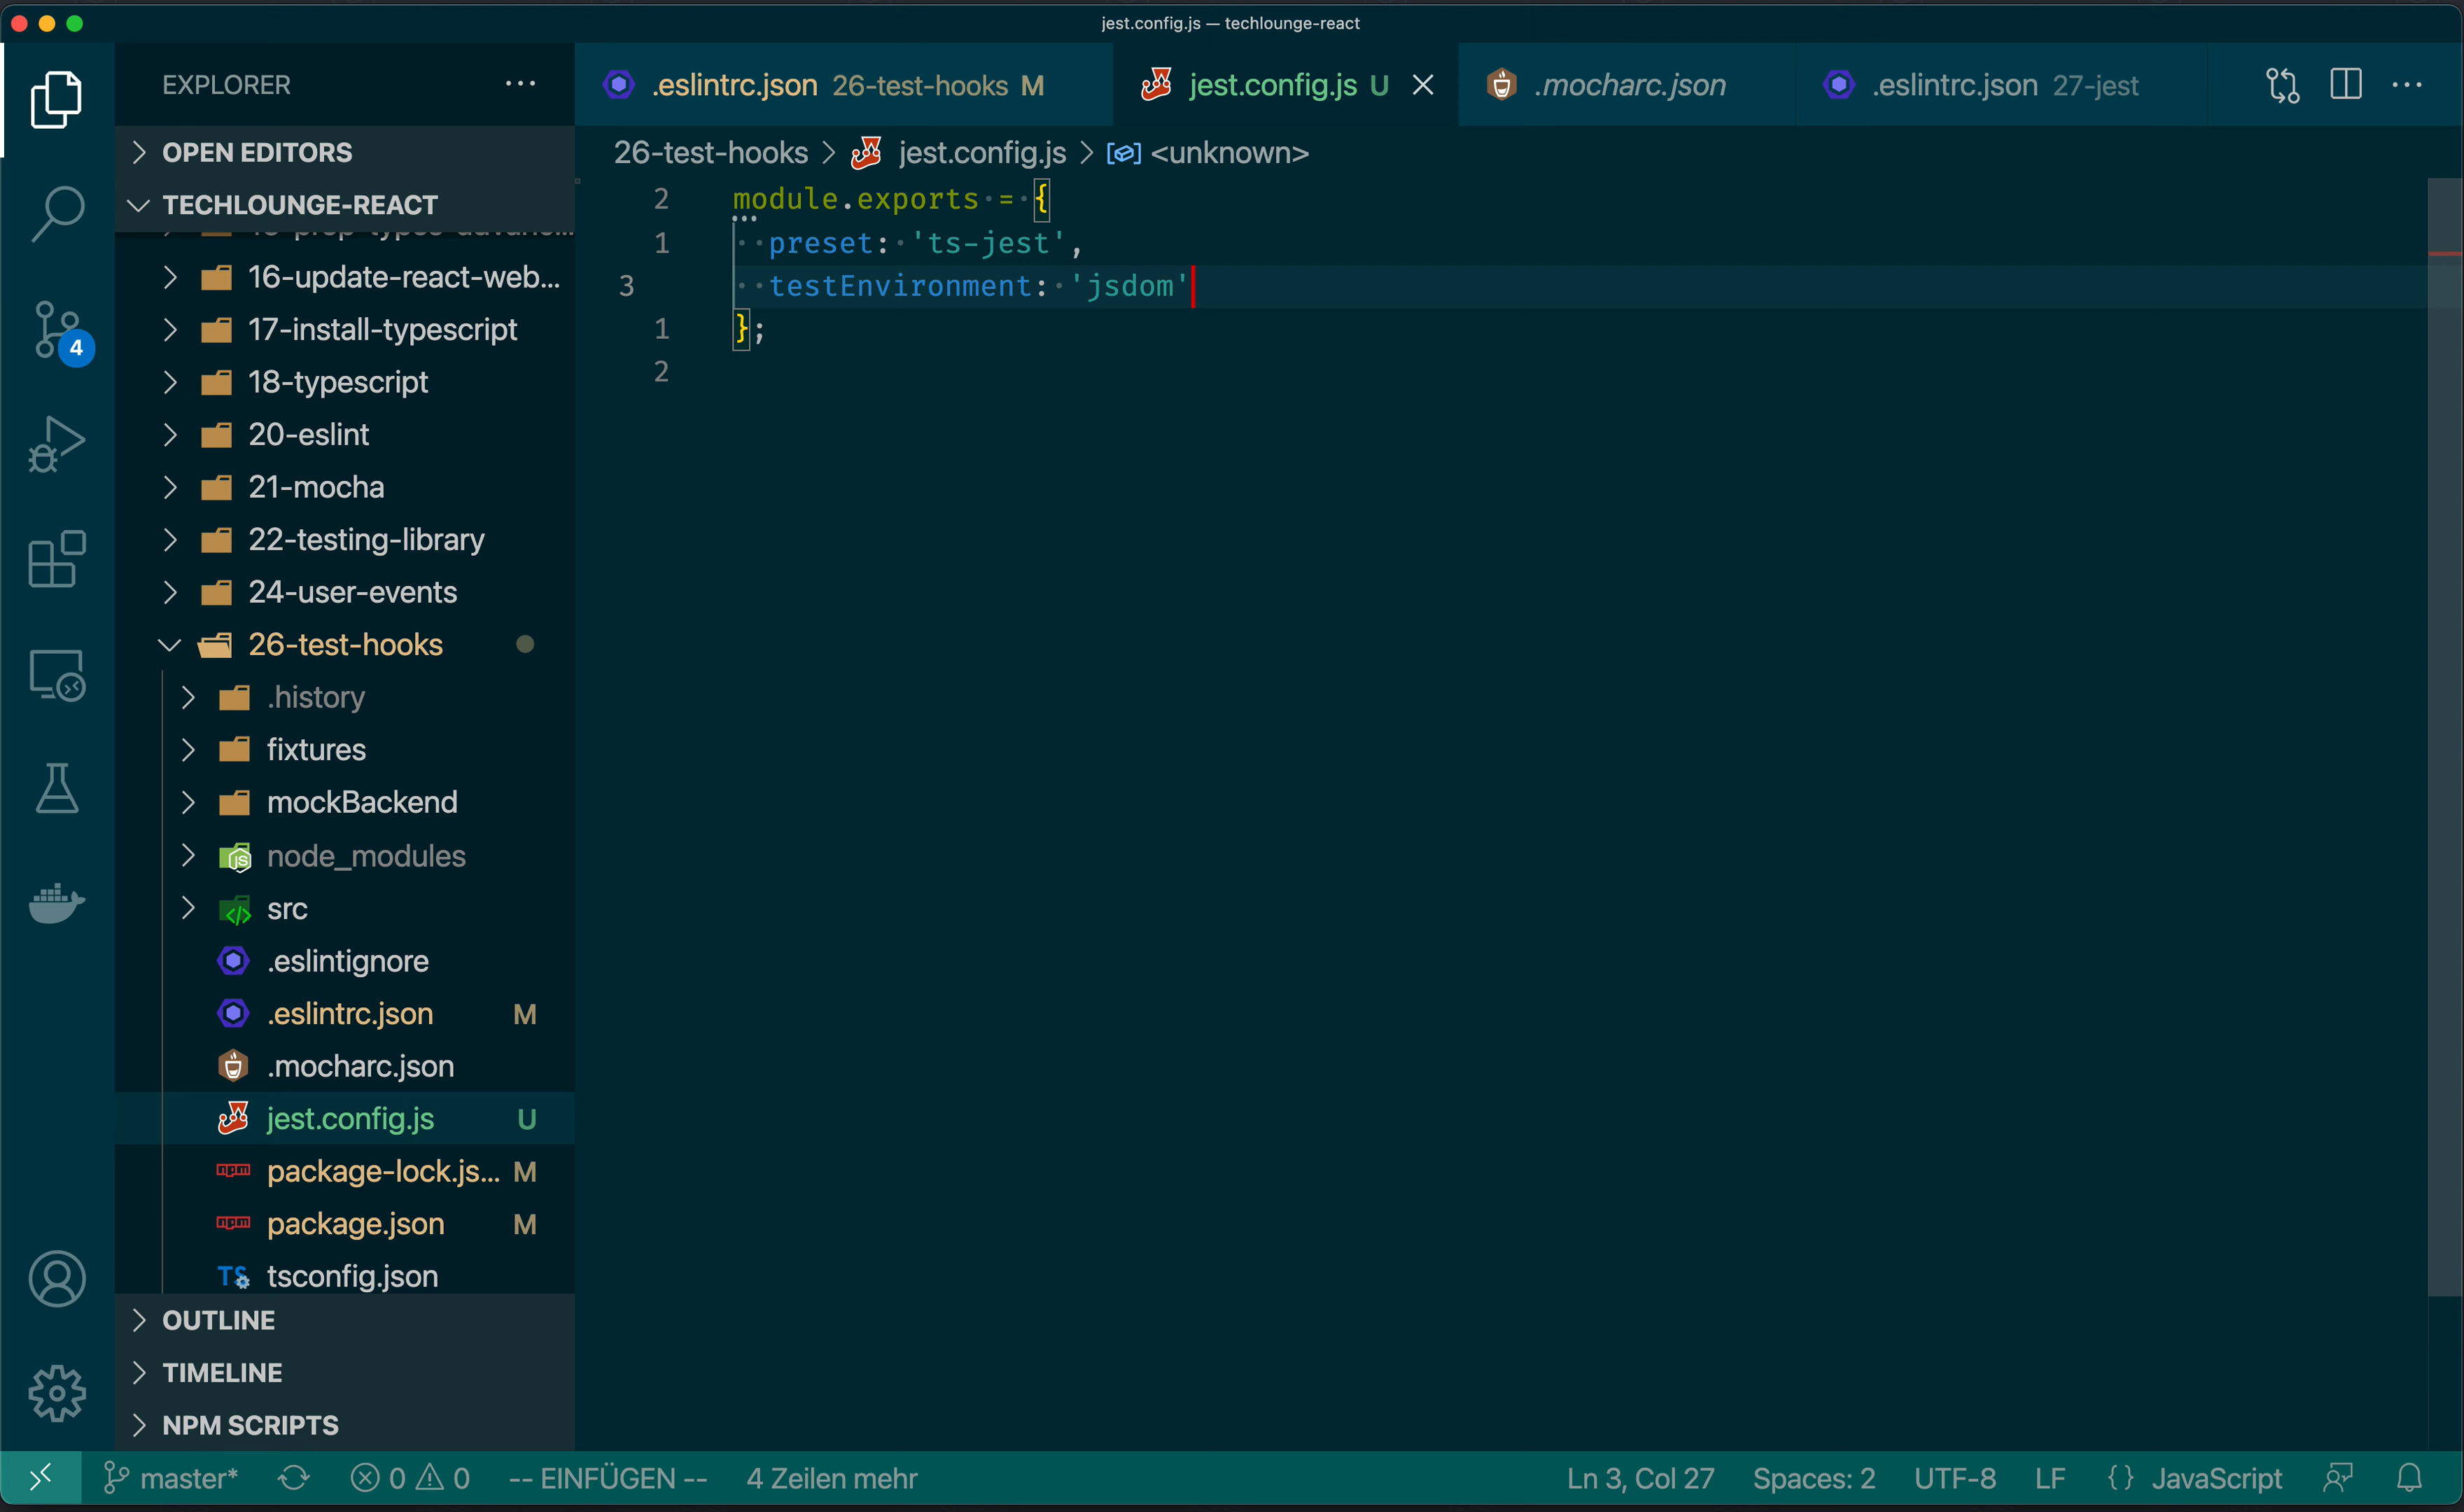 jest.config.js — techlounge-react
EXPLORER
.eslintrc.json 26-test-hooks M
jest.config.js U
.mocharc.json
.eslintrc.json 27-jest
OPEN EDITORS
TECHLOUNGE-REACT
16-update-react-web...
17-install-typescript
18-typescript
20-eslint
21-mocha
22-testing-library
24-user-events
26-test-hooks
.history
fixtures
mockBackend
node_modules
src
.eslintignore
.eslintrc.json M
.mocharc.json
jest.config.js U
package-lock.js... M
package.json M
tsconfig.json
OUTLINE
TIMELINE
NPM SCRIPTS
4
26-test-hooks > jest.config.js > <unknown>
2 module.exports = {
1 preset: 'ts-jest',
3 testEnvironment: 'jsdom'
1 };
2
master* 0 0 -- EINFÜGEN -- 4 Zeilen mehr Ln 3, Col 27 Spaces: 2 UTF-8 LF {} JavaScript